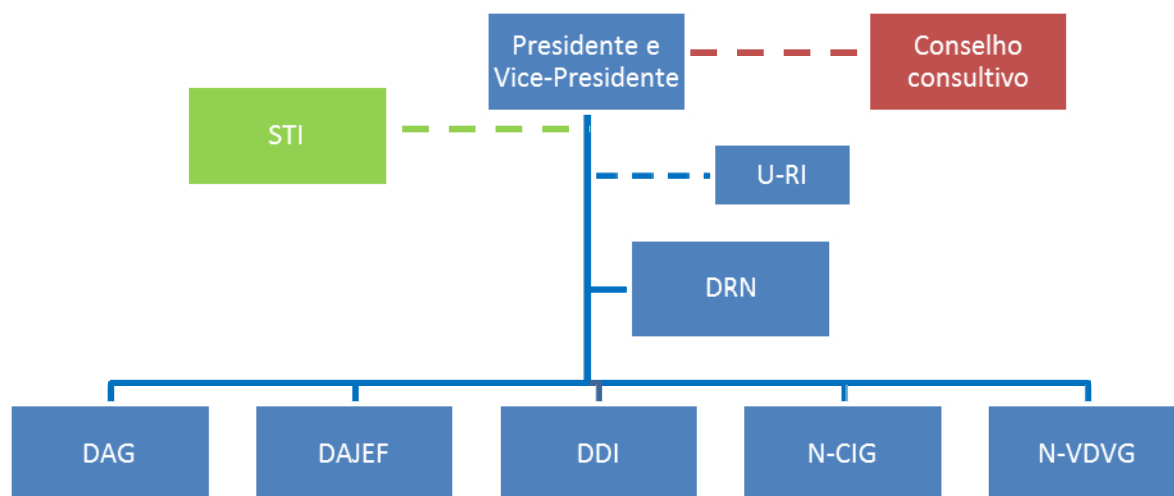 Presidente e
Vice-Presidente
Conselho
consultivo
STI
U-RI
DRN
DAG
DAJEF
DDI
N-CIG
N-VDVG